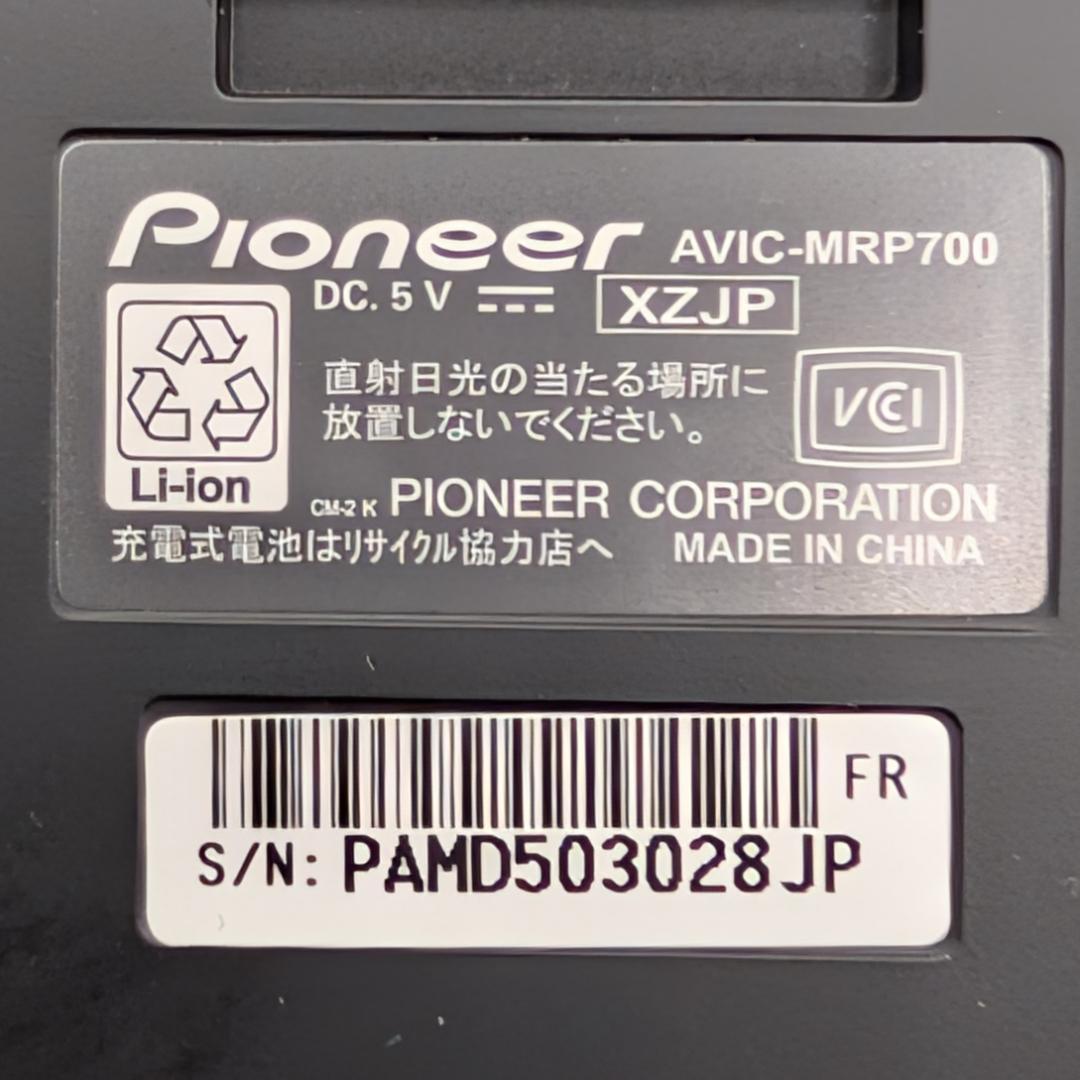 Pioneer AVIC-MRP700
DC. 5 V XZJP
直射日光の当たる場所に
放置しないでください。
VCCI
Li-ion
CM-2 K PIONEER CORPORATION
充電式電池はリサイクル協力店へ MADE IN CHINA
FR
S/N: PAMD503028JP